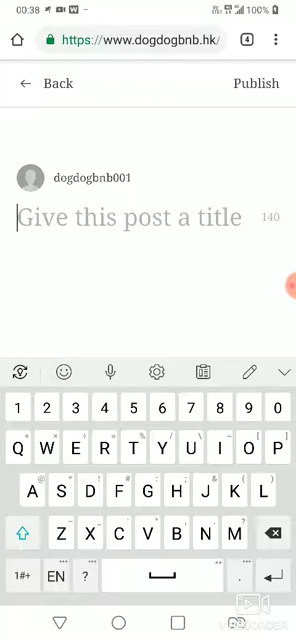 00:38 100%
https://www.dogdogbnb.hk/ 4
← Back Publish
dogdogbnb001
Give this post a title 140
1 2 3 4 5 6 7 8 9 0
Q W E R T Y U I O P
A S D F G H J K L
Z X C V B N M
1#+ EN ? .
VIRECORDER